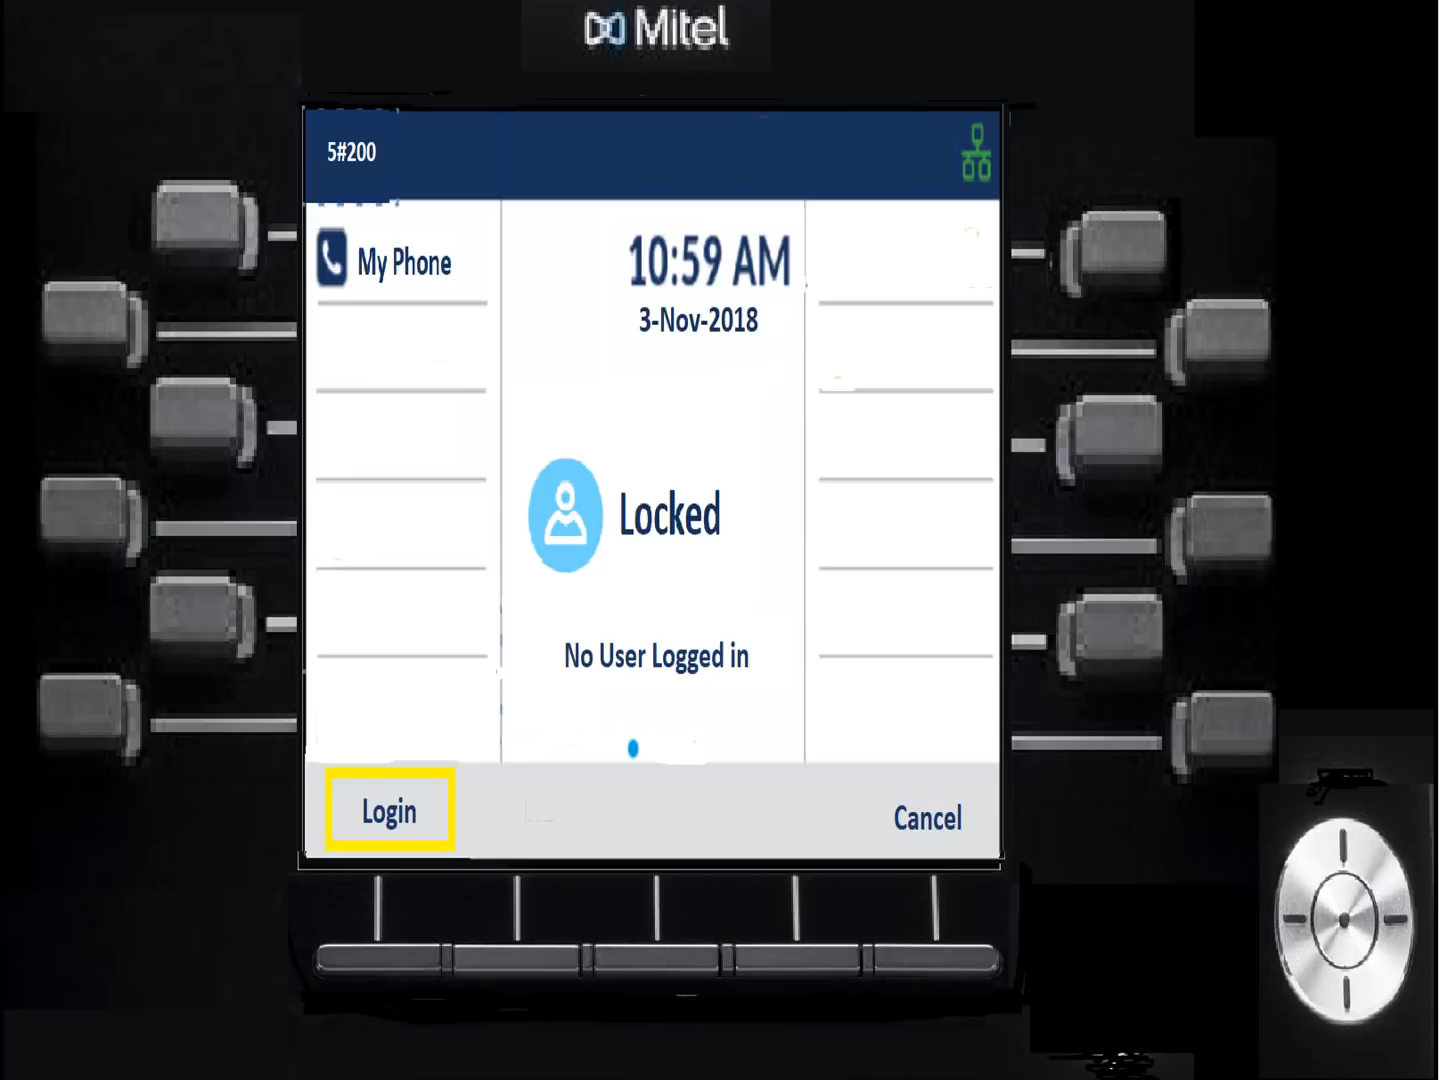 Mitel
5#200
My Phone
10:59 AM
3-Nov-2018
Locked
No User Logged in
Login
Cancel